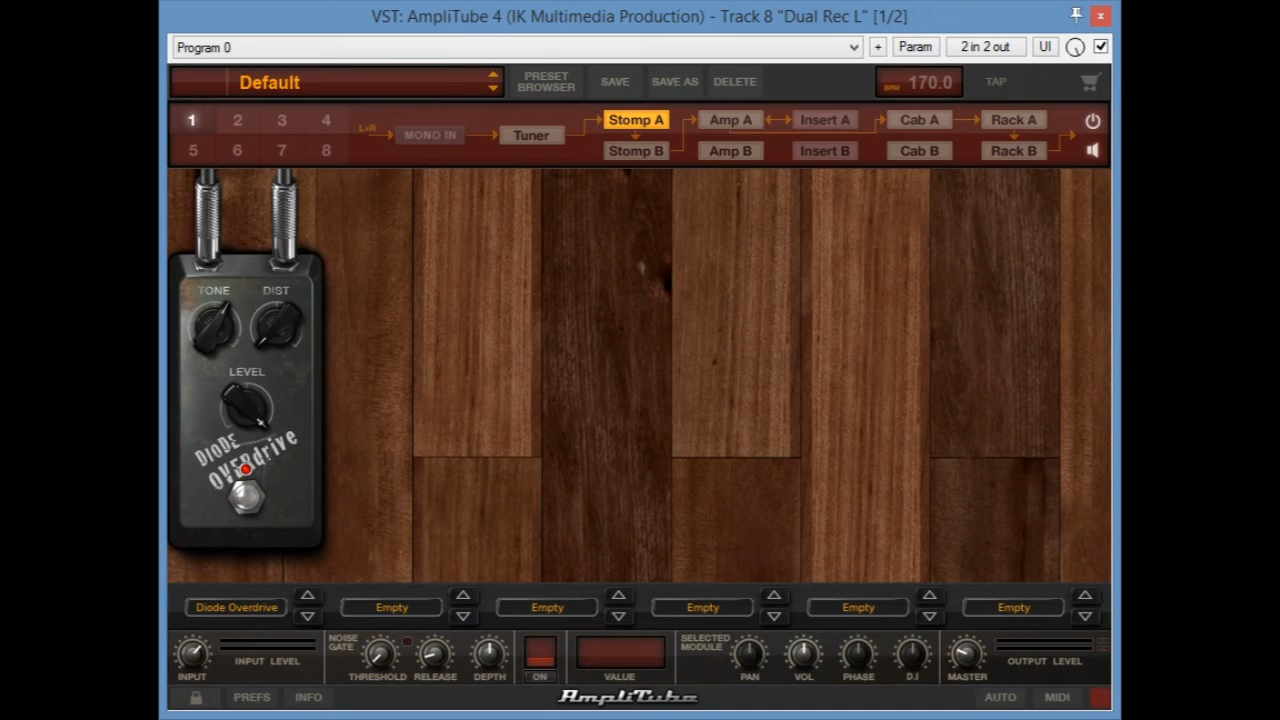 VST: AmpliTube 4 (IK Multimedia Production) - Track 8 "Dual Rec L" [1/2]
x
Program 0 + Param 2 in 2 out UI
Default PRESET BROWSER SAVE SAVE AS DELETE BPM 170.0 TAP
1 2 3 4 Stomp A Amp A Insert A Cab A Rack A
L+R MONO IN Tuner
5 6 7 8 Stomp B Amp B Insert B Cab B Rack B
TONE DIST
LEVEL
DIODE
OVERdrive
Diode Overdrive Empty Empty Empty Empty Empty
NOISE GATE SELECTED MODULE
INPUT LEVEL OUTPUT LEVEL
INPUT THRESHOLD RELEASE DEPTH ON VALUE PAN VOL PHASE D.I MASTER
PREFS INFO AmpliTube AUTO MIDI